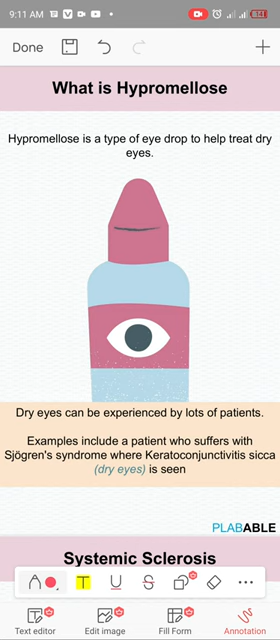 9:11 AM
Done
What is Hypromellose
Hypromellose is a type of eye drop to help treat dry
eyes.
Dry eyes can be experienced by lots of patients.
Examples include a patient who suffers with
Sjögren's syndrome where Keratoconjunctivitis sicca
(dry eyes) is seen
PLABABLE
Systemic Sclerosis
T U S
Text editor Edit image Fill Form Annotation